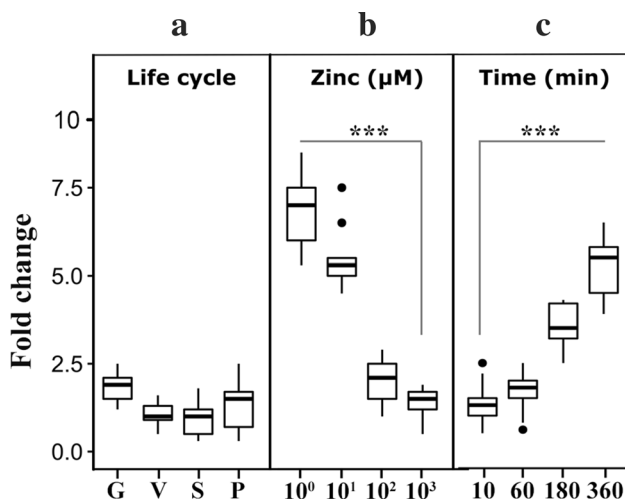 a b c
Life cycle Zinc (µM) Time (min)
10
*** ***
7.5
5.0
2.5
0.0
Fold change
G V S P 10⁰ 10¹ 10² 10³ 10 60 180 360